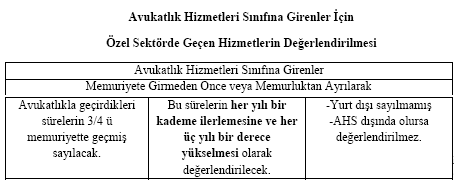 Avukatlık Hizmetleri Sınıfına Girenler İçin
Özel Sektörde Geçen Hizmetlerin Değerlendirilmesi
Avukatlık Hizmetleri Sınıfına Girenler
Memuriyete Girmeden Önce veya Memurluktan Ayrılarak
Avukatlıkla geçirdikleri
sürelerin 3/4 ü
memuriyette geçmiş
sayılacak.
Bu sürelerin her yılı bir
kademe ilerlemesine ve her
üç yılı bir derece
yükselmesi olarak
değerlendirilecek.
-Yurt dışı sayılmamış
-AHS dışında olursa
değerlendirilmez.